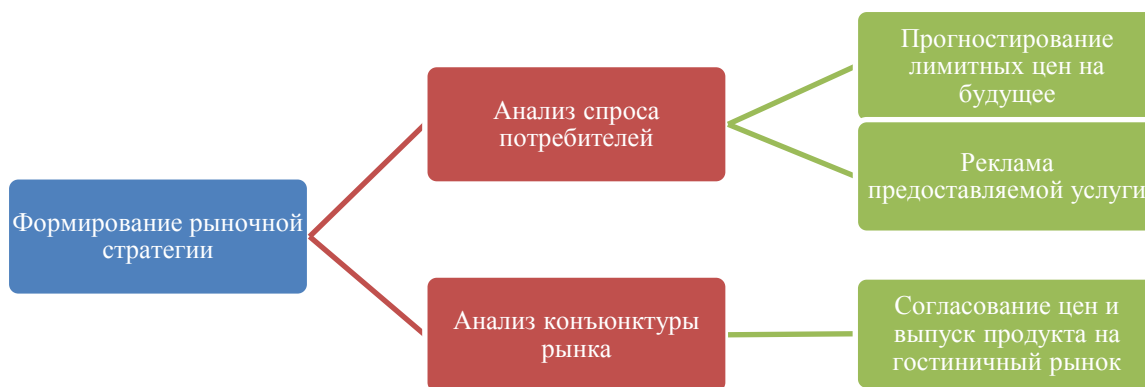 Формирование рыночной
стратегии
Анализ спроса
потребителей
Прогностирование
лимитных цен на
будущее
Реклама
предоставляемой услуги
Анализ конъюнктуры
рынка
Согласование цен и
выпуск продукта на
гостиничный рынок